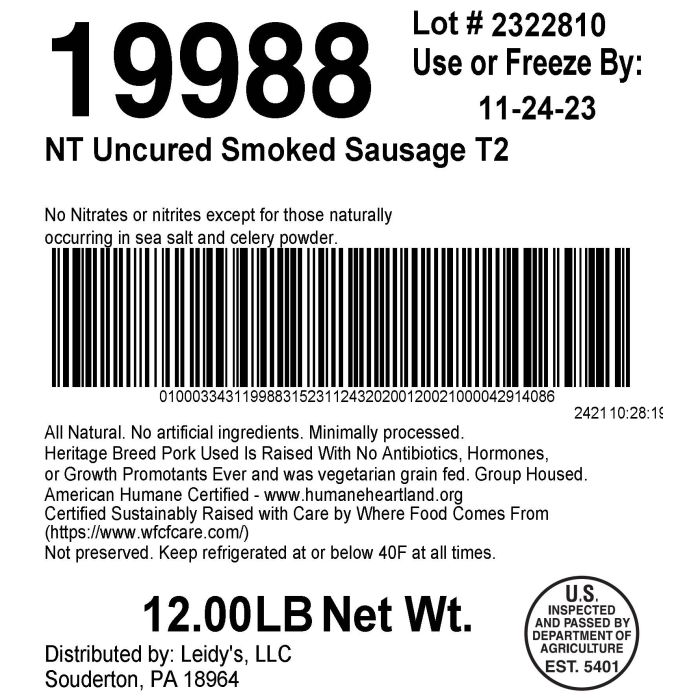 19988
Lot # 2322810
Use or Freeze By:
11-24-23
NT Uncured Smoked Sausage T2
No Nitrates or nitrites except for those naturally
occurring in sea salt and celery powder.
01000334311998831523112432020012002100004291​4086
2421 10:28:19
All Natural. No artificial ingredients. Minimally processed.
Heritage Breed Pork Used Is Raised With No Antibiotics, Hormones,
or Growth Promotants Ever and was vegetarian grain fed. Group Housed.
American Humane Certified - www.humaneheartland.org
Certified Sustainably Raised with Care by Where Food Comes From
(https://www.wfcfcare.com/)
Not preserved. Keep refrigerated at or below 40F at all times.
12.00LB Net Wt.
Distributed by: Leidy's, LLC
Souderton, PA 18964
U.S.
INSPECTED
AND PASSED BY
DEPARTMENT OF
AGRICULTURE
EST. 5401